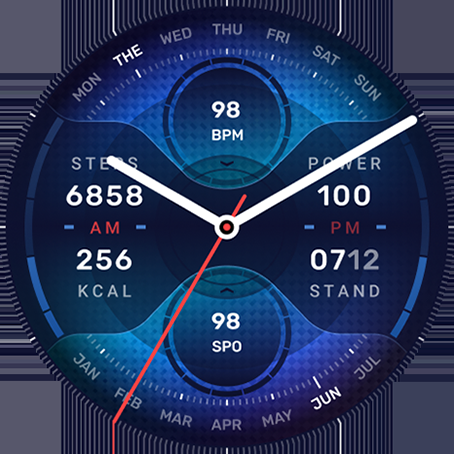 MON THE WED THU FRI SAT SUN
98
BPM
STEPS
6858
AM
256
KCAL
POWER
100
PM
0712
STAND
98
SPO
JAN FEB MAR APR MAY JUN JUL